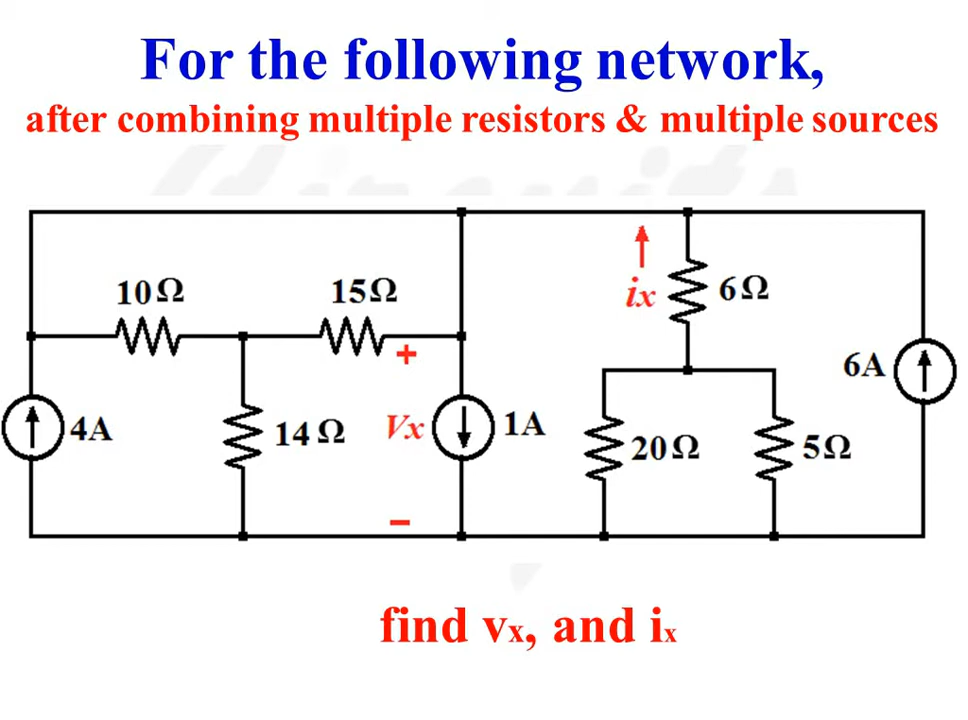 For the following network,
after combining multiple resistors & multiple sources
10Ω
15Ω
ix
6Ω
+
6A
4A
14Ω
Vx
1A
20Ω
5Ω
−
find vx, and ix